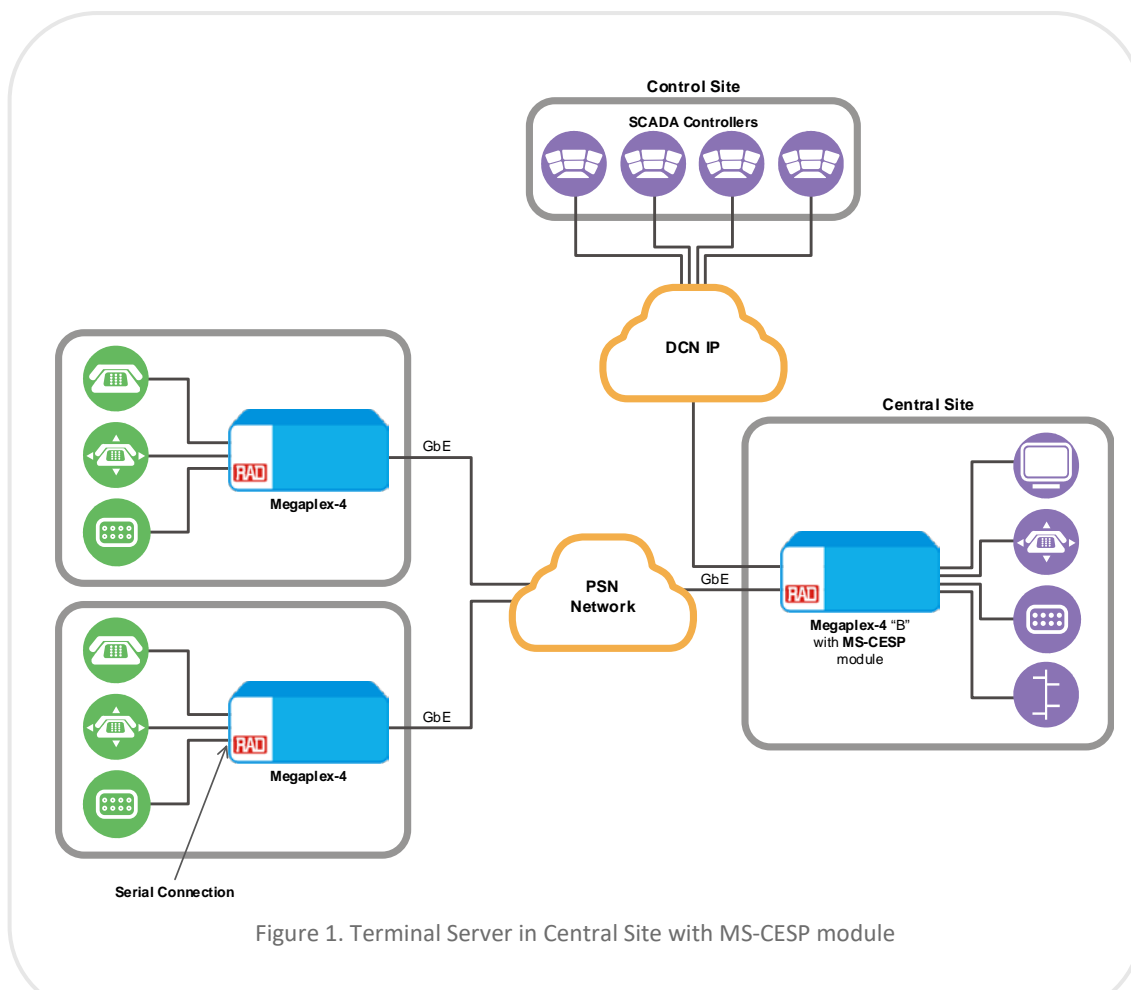 Control Site
SCADA Controllers
DCN IP
Central Site
GbE
RAD
Megaplex-4
PSN
Network
GbE
RAD
Megaplex-4 “B”
with MS-CESP
module
GbE
RAD
Megaplex-4
Serial Connection
Figure 1. Terminal Server in Central Site with MS-CESP module